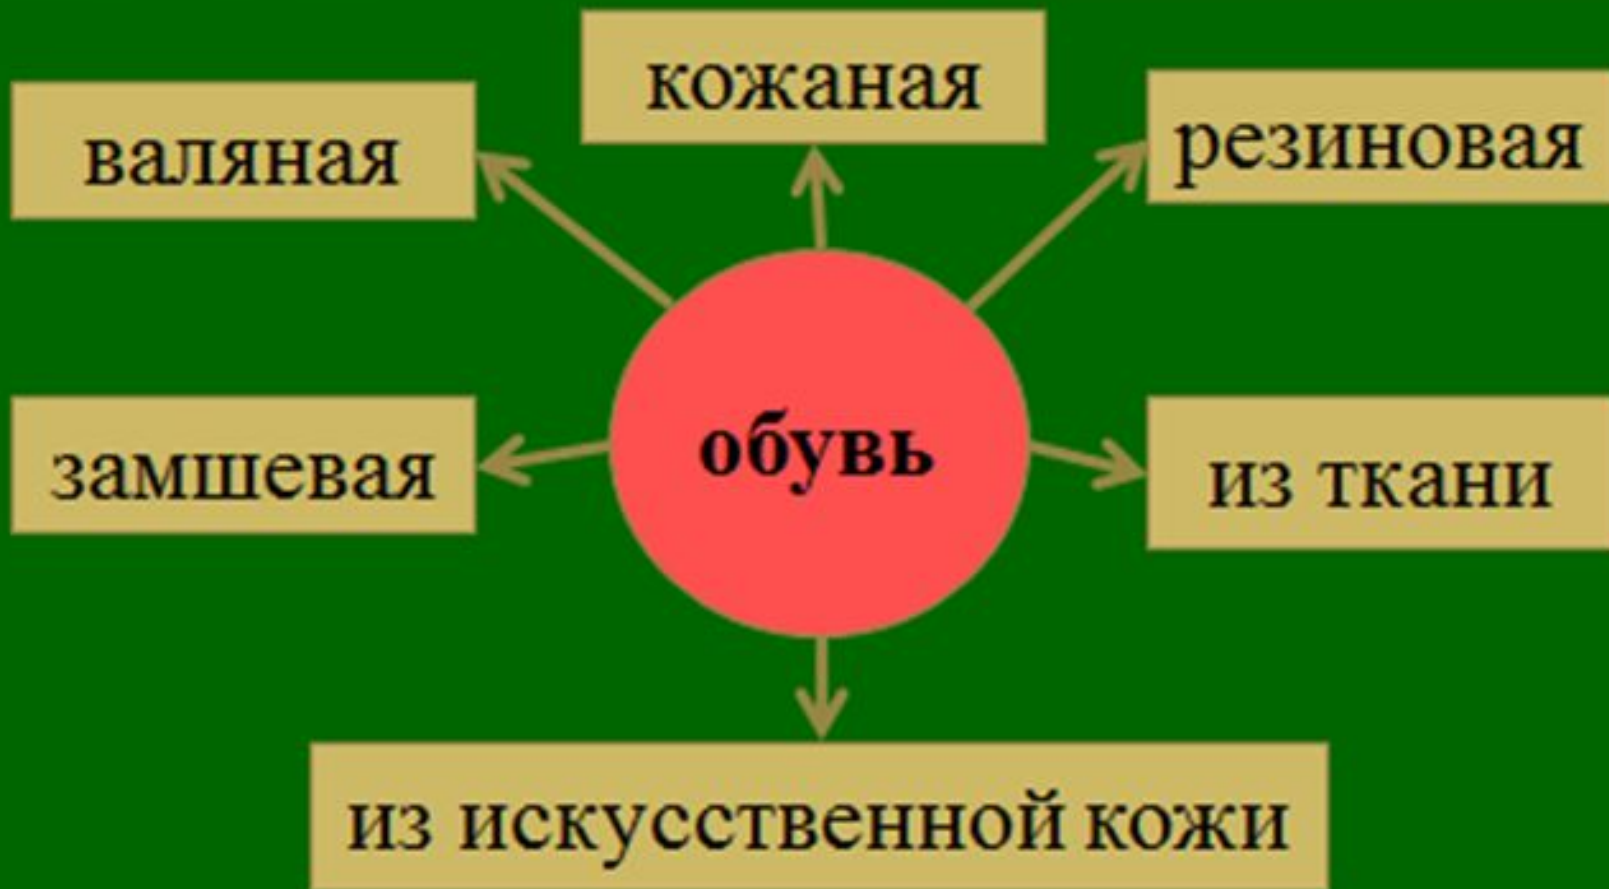 кожаная
валяная
резиновая
замшевая
обувь
из ткани
из искусственной кожи